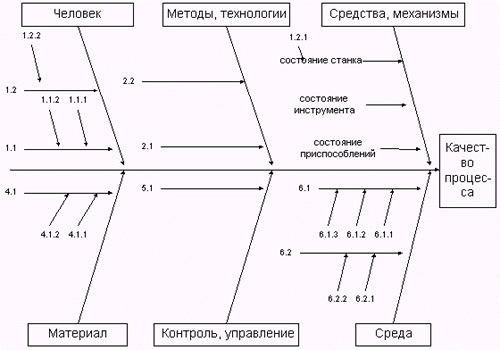 Человек
Методы, технологии
Средства, механизмы
1.2.2
1.2.1
состояние станка
1.2
2.2
1.1.2
1.1.1
состояние
инструмента
1.1
2.1
состояние
приспособлений
Качест-
во
процес-
са
4.1
5.1
6.1
4.1.2
4.1.1
6.1.3
6.1.2
6.1.1
6.2
6.2.2
6.2.1
Материал
Контроль, управление
Среда